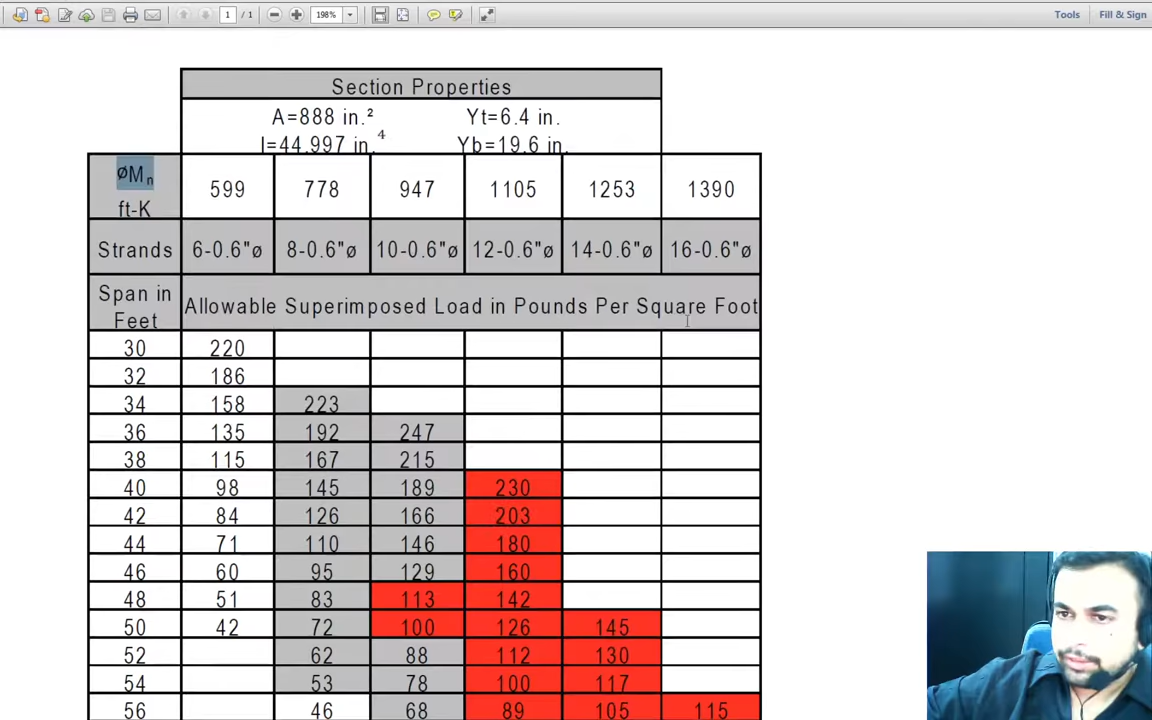 1 / 1
198%
Tools
Fill & Sign
Section Properties
A=888 in.² Yt=6.4 in.
I=44,997 in.4 Yb=19.6 in.
øMn ft-K 599 778 947 1105 1253 1390
Strands 6-0.6"ø 8-0.6"ø 10-0.6"ø 12-0.6"ø 14-0.6"ø 16-0.6"ø
Span in Feet Allowable Superimposed Load in Pounds Per Square Foot
30 220
32 186
34 158 223
36 135 192 247
38 115 167 215
40 98 145 189 230
42 84 126 166 203
44 71 110 146 180
46 60 95 129 160
48 51 83 113 142
50 42 72 100 126 145
52 62 88 112 130
54 53 78 100 117
56 46 68 89 105 115